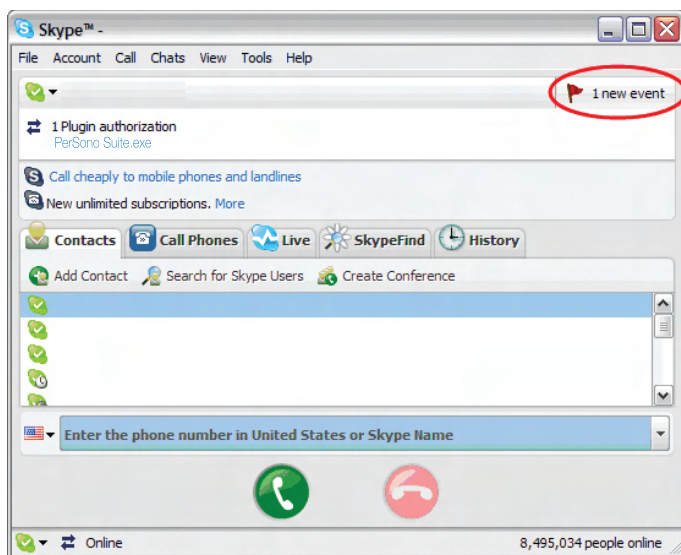 Skype™ -
File Account Call Chats View Tools Help
1 new event
1 Plugin authorization
PerSono Suite.exe
Call cheaply to mobile phones and landlines
New unlimited subscriptions. More
Contacts Call Phones Live SkypeFind History
Add Contact Search for Skype Users Create Conference
Enter the phone number in United States or Skype Name
Online 8,495,034 people online